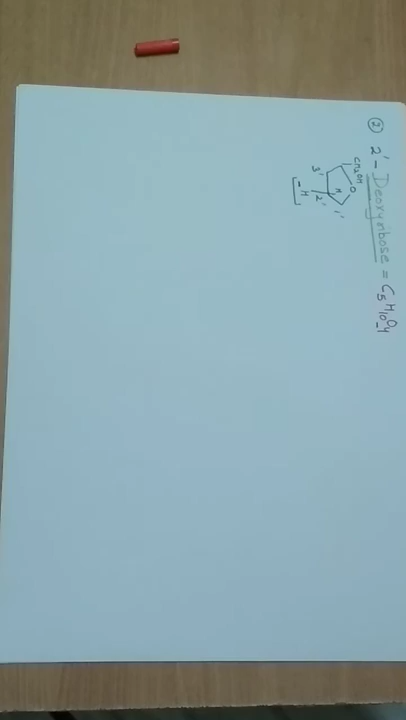 ② 2'-Deoxyribose = C5H10O4
CH2OH
O
3' H 1'
2'
H